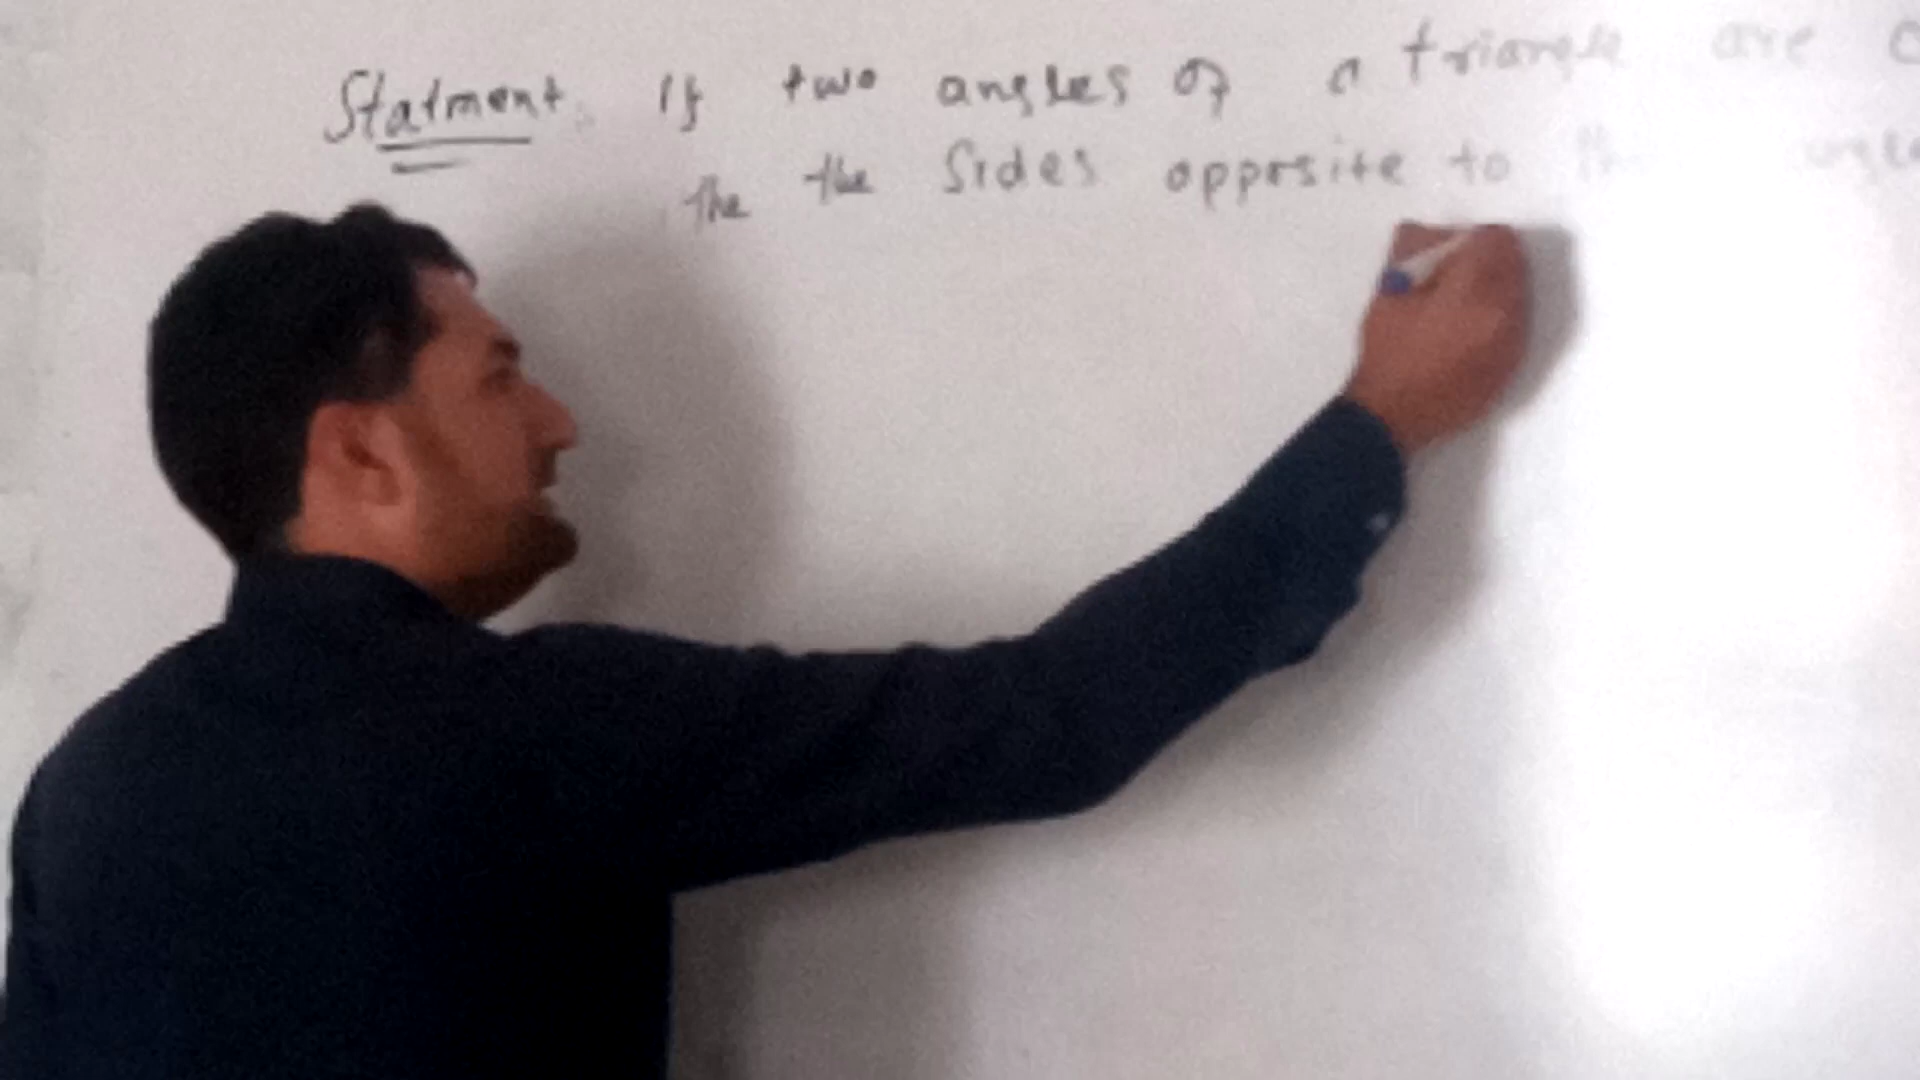 Statment. If two angles of a triangle are
the the Sides opposite to